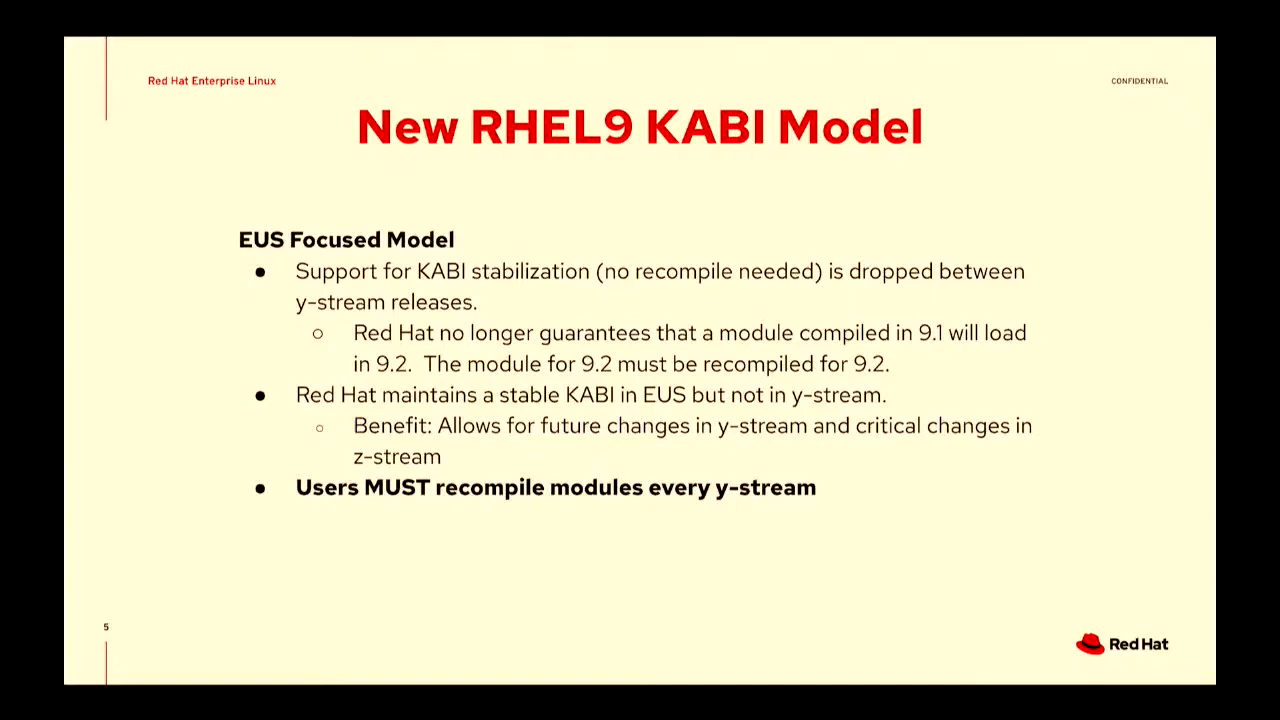 Red Hat Enterprise Linux
CONFIDENTIAL
New RHEL9 KABI Model
EUS Focused Model
● Support for KABI stabilization (no recompile needed) is dropped between
y-stream releases.
○ Red Hat no longer guarantees that a module compiled in 9.1 will load
in 9.2. The module for 9.2 must be recompiled for 9.2.
● Red Hat maintains a stable KABI in EUS but not in y-stream.
○ Benefit: Allows for future changes in y-stream and critical changes in
z-stream
● Users MUST recompile modules every y-stream
5
Red Hat